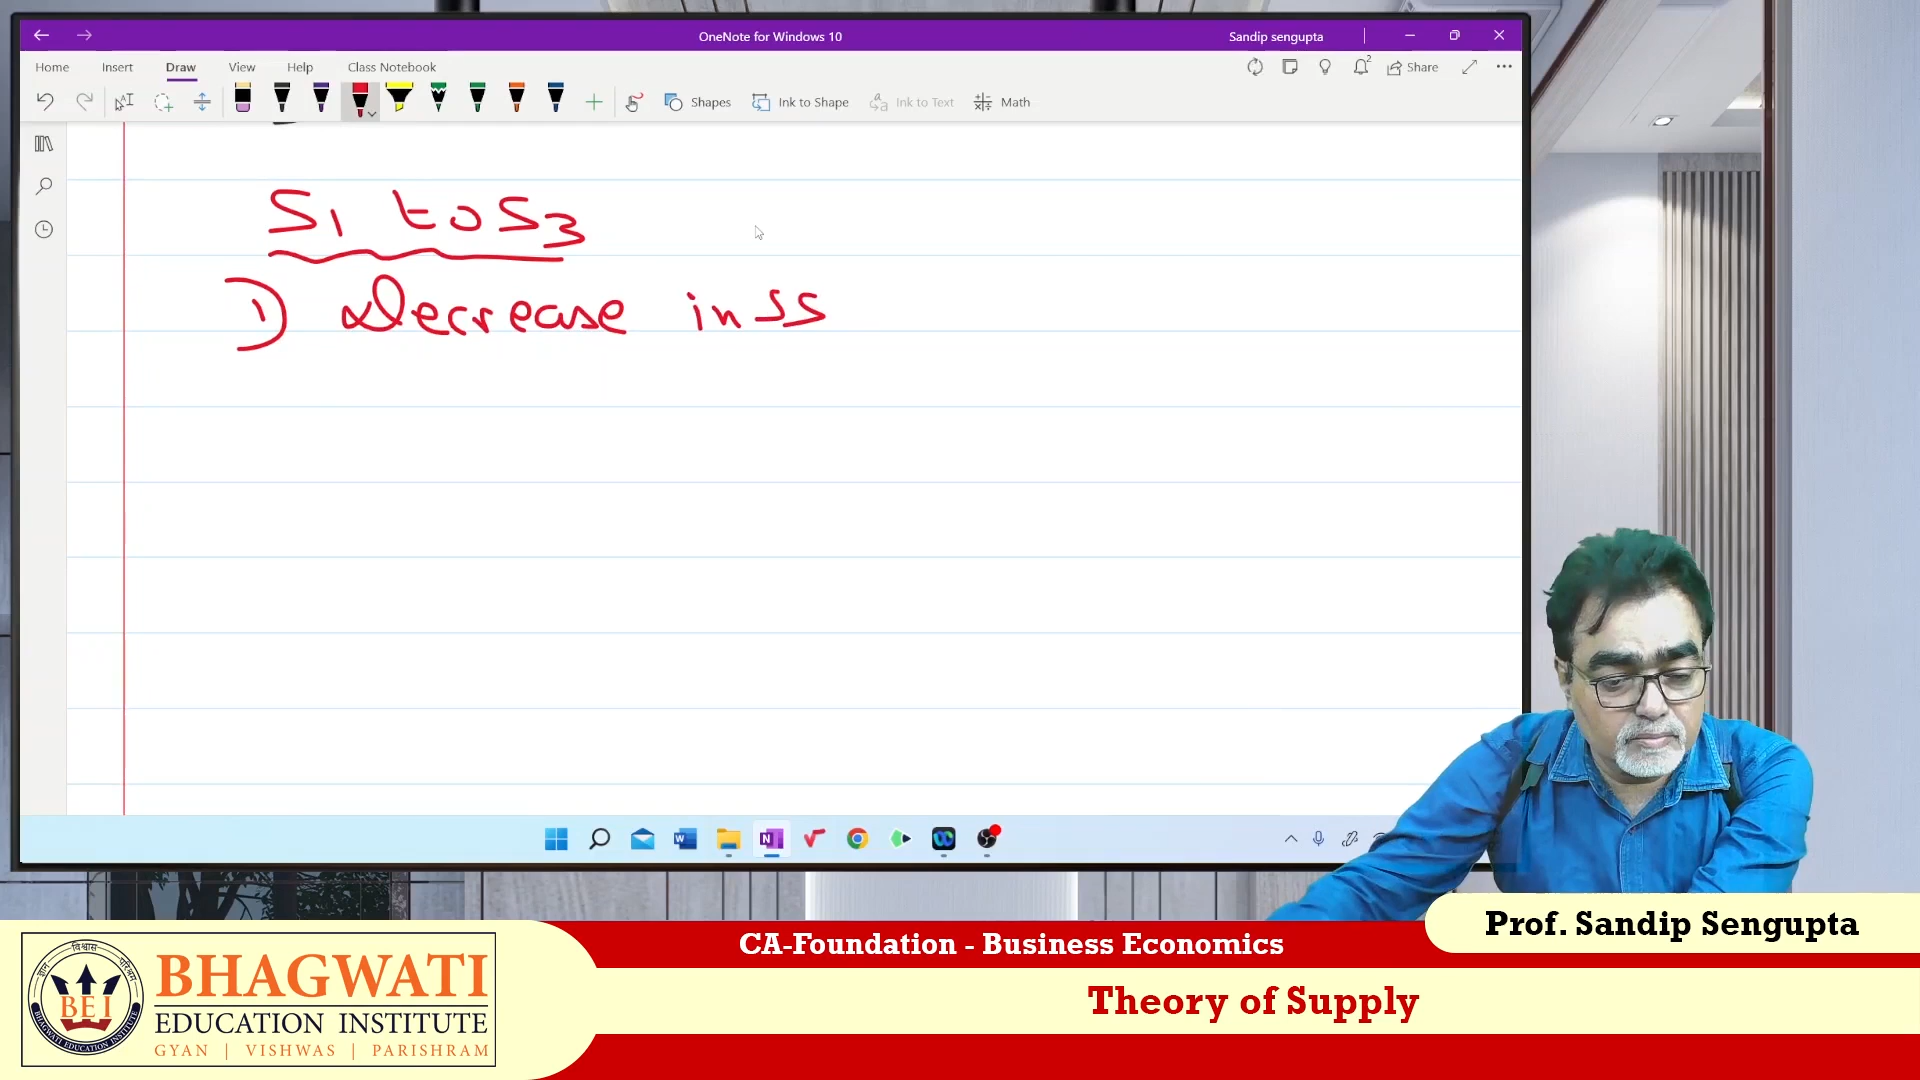 OneNote for Windows 10
Sandip sengupta
Home Insert Draw View Help Class Notebook
2 Share
Shapes Ink to Shape Ink to Text Math
S1 to S3
1) Decrease in SS
Prof. Sandip Sengupta
CA-Foundation - Business Economics
Theory of Supply
विश्वास
BEI
BHAGWATI
EDUCATION INSTITUTE
GYAN | VISHWAS | PARISHRAM